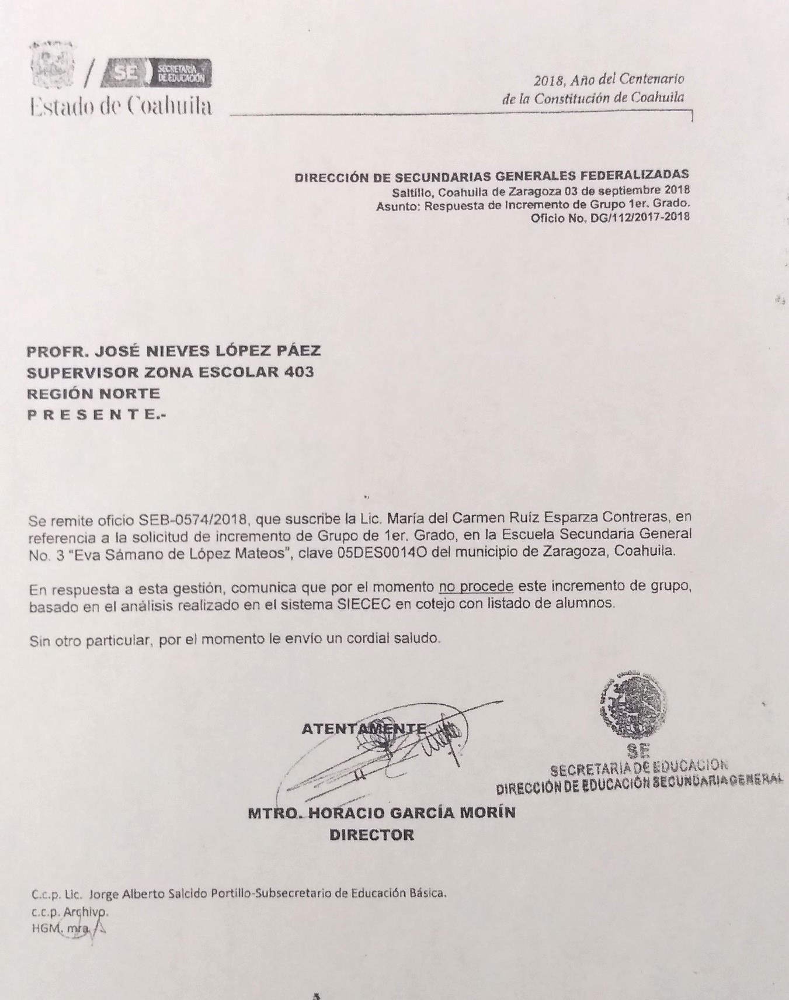 SE SECRETARÍA
DE EDUCACIÓN
Estado de Coahuila
2018, Año del Centenario
de la Constitución de Coahuila
DIRECCIÓN DE SECUNDARIAS GENERALES FEDERALIZADAS
Saltillo, Coahuila de Zaragoza 03 de septiembre 2018
Asunto: Respuesta de Incremento de Grupo 1er. Grado.
Oficio No. DG/112/2017-2018
PROFR. JOSÉ NIEVES LÓPEZ PÁEZ
SUPERVISOR ZONA ESCOLAR 403
REGIÓN NORTE
P R E S E N T E.-
Se remite oficio SEB-0574/2018, que suscribe la Lic. María del Carmen Ruíz Esparza Contreras, en
referencia a la solicitud de incremento de Grupo de 1er. Grado, en la Escuela Secundaria General
No. 3 "Eva Sámano de López Mateos", clave 05DES0014O del municipio de Zaragoza, Coahuila.
En respuesta a esta gestión, comunica que por el momento no procede este incremento de grupo,
basado en el análisis realizado en el sistema SIECEC en cotejo con listado de alumnos.
Sin otro particular, por el momento le envío un cordial saludo.
ATENTAMENTE
SE
SECRETARÍA DE EDUCACIÓN
DIRECCIÓN DE EDUCACIÓN SECUNDARIA GENERAL
MTRO. HORACIO GARCÍA MORÍN
DIRECTOR
C.c.p. Lic. Jorge Alberto Salcido Portillo-Subsecretario de Educación Básica.
c.c.p. Archivo.
HGM. mra